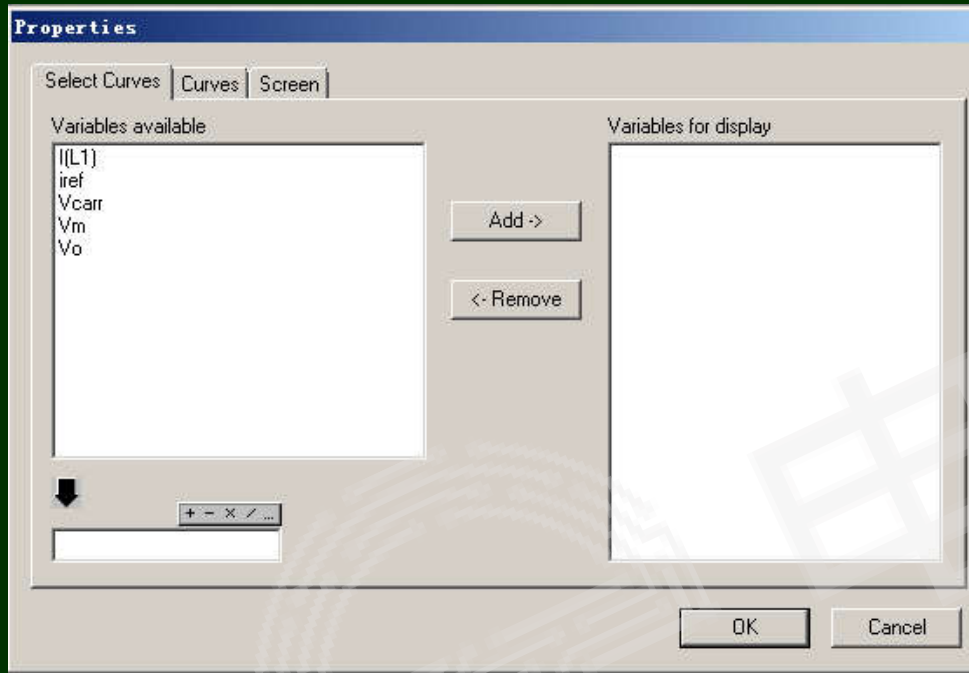 Properties
Select Curves Curves Screen
Variables available
I(L1)
iref
Vcarr
Vm
Vo
Add ->
<- Remove
Variables for display
+ - × / ...
OK Cancel